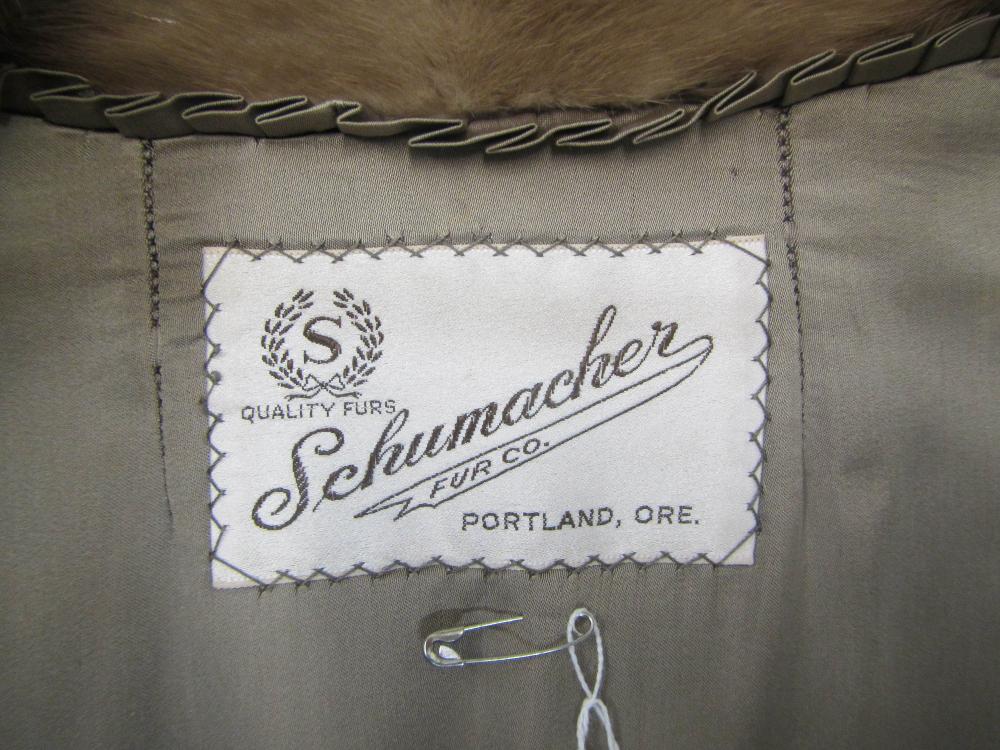 S
QUALITY FURS
Schumacher
FUR CO.
PORTLAND, ORE.